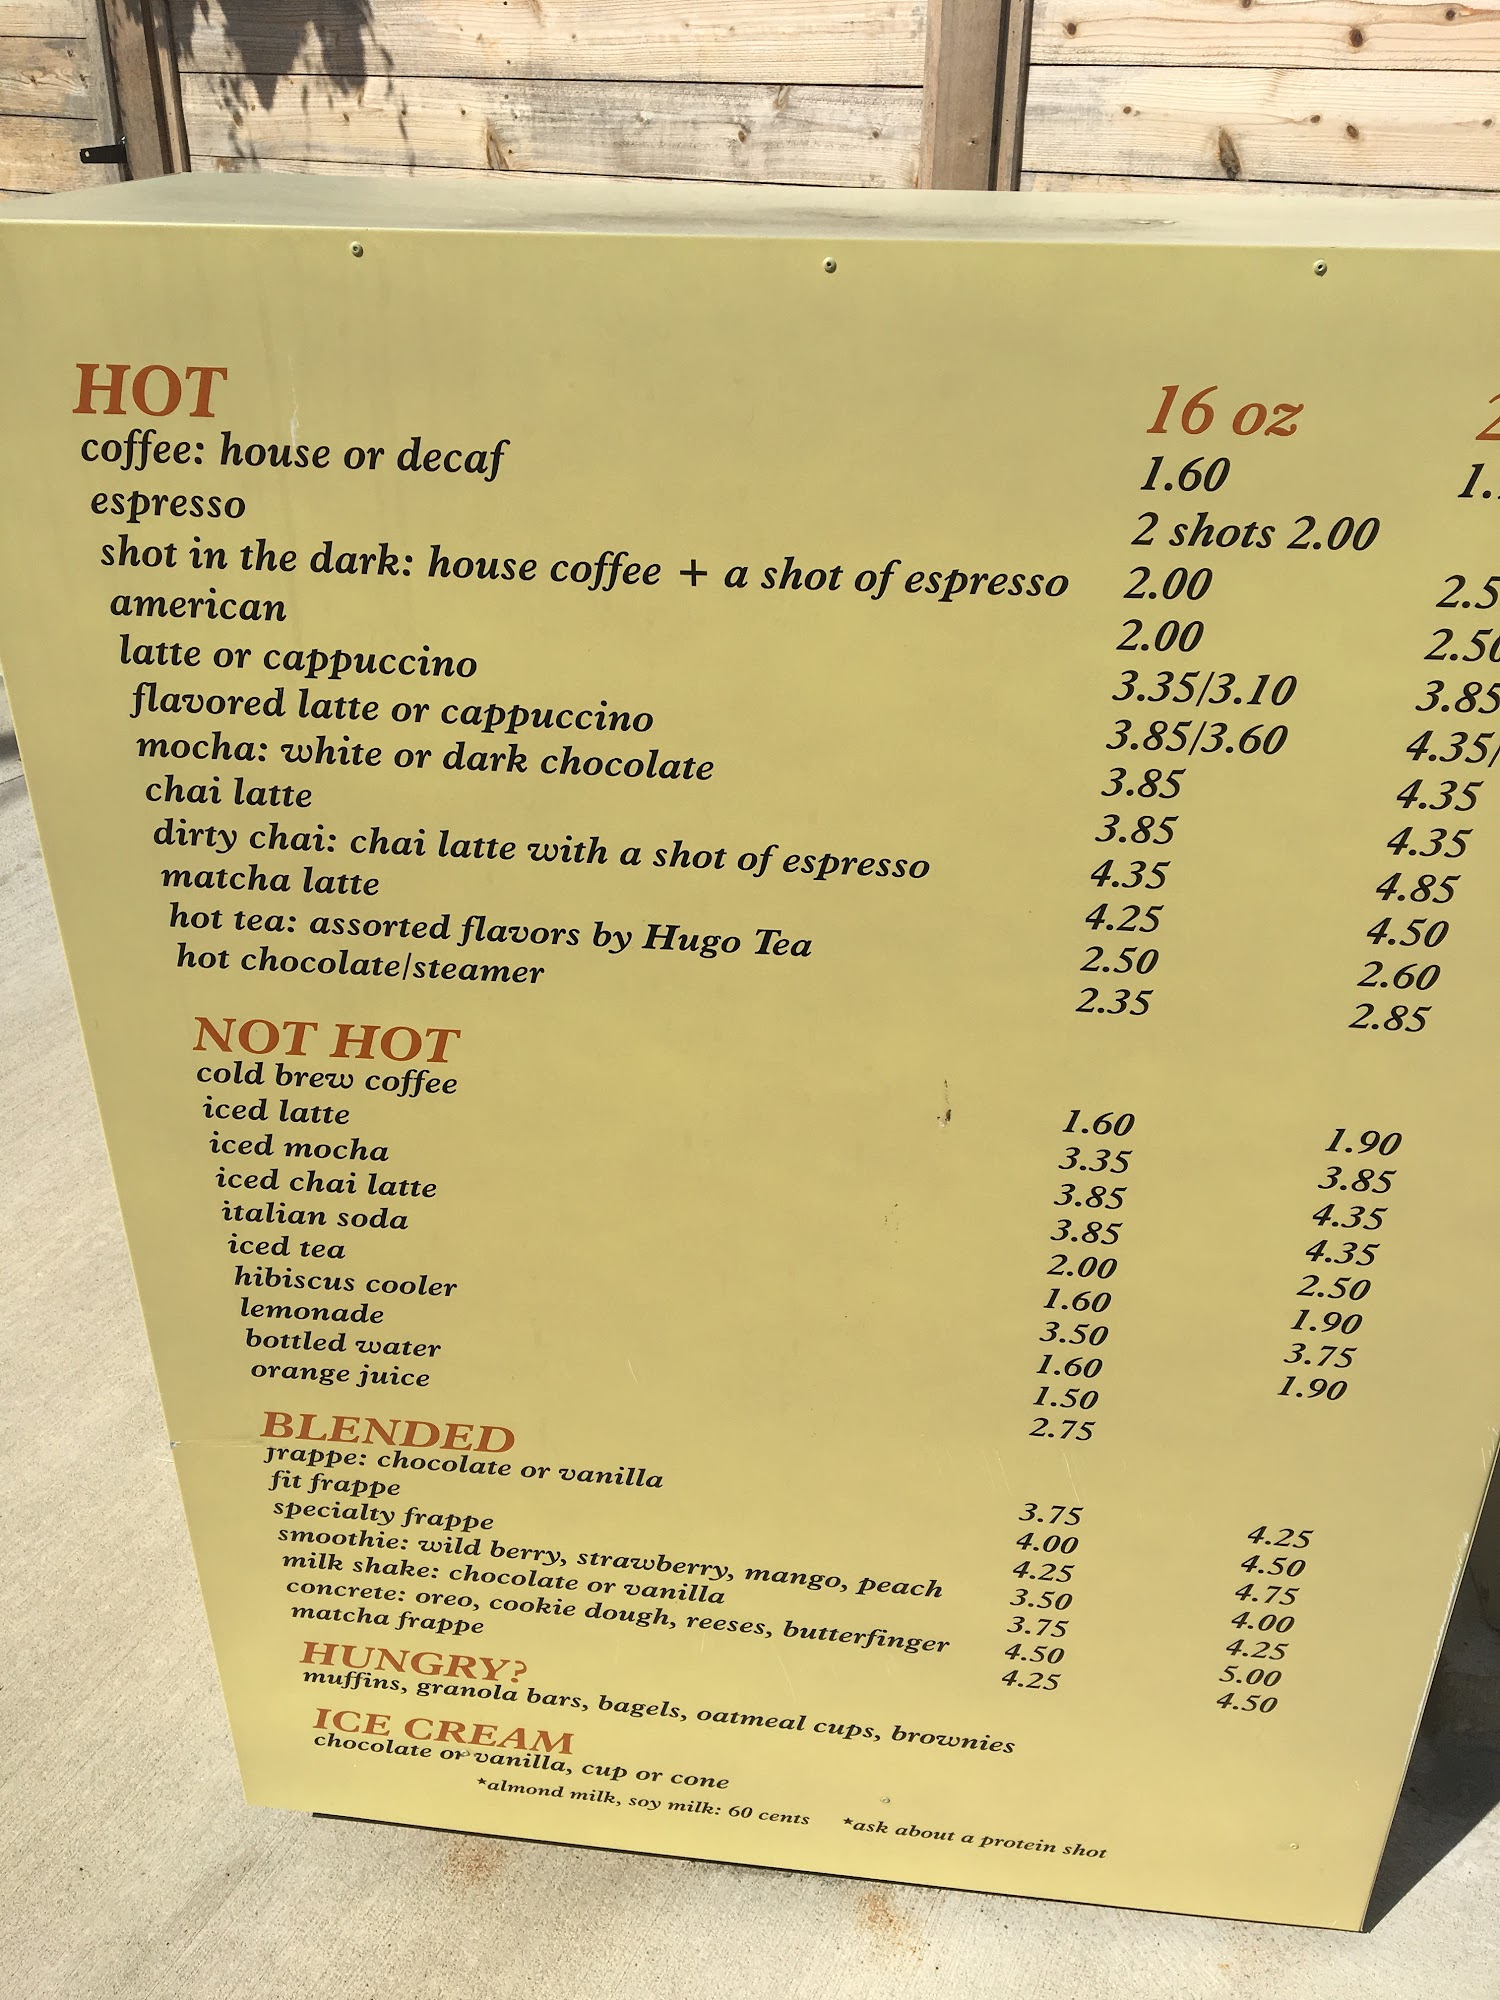 HOT 16 oz
coffee: house or decaf 1.60
espresso 2 shots 2.00
shot in the dark: house coffee + a shot of espresso 2.00
american 2.00 2.50
latte or cappuccino 3.35/3.10 3.85
flavored latte or cappuccino 3.85/3.60 4.35/
mocha: white or dark chocolate 3.85 4.35
chai latte 3.85 4.35
dirty chai: chai latte with a shot of espresso 4.35 4.85
matcha latte 4.25 4.50
hot tea: assorted flavors by Hugo Tea 2.50 2.60
hot chocolate/steamer 2.35 2.85
NOT HOT
cold brew coffee 1.60 1.90
iced latte 3.35 3.85
iced mocha 3.85 4.35
iced chai latte 3.85 4.35
italian soda 2.00 2.50
iced tea 1.60 1.90
hibiscus cooler 3.50 3.75
lemonade 1.60 1.90
bottled water 1.50
orange juice 2.75
BLENDED
frappe: chocolate or vanilla 3.75 4.25
fit frappe 4.00 4.50
specialty frappe 4.25 4.75
smoothie: wild berry, strawberry, mango, peach 3.50 4.00
milk shake: chocolate or vanilla 3.75 4.25
concrete: oreo, cookie dough, reeses, butterfinger 4.50 5.00
matcha frappe 4.25 4.50
HUNGRY?
muffins, granola bars, bagels, oatmeal cups, brownies
ICE CREAM
chocolate or vanilla, cup or cone
*almond milk, soy milk: 60 cents *ask about a protein shot